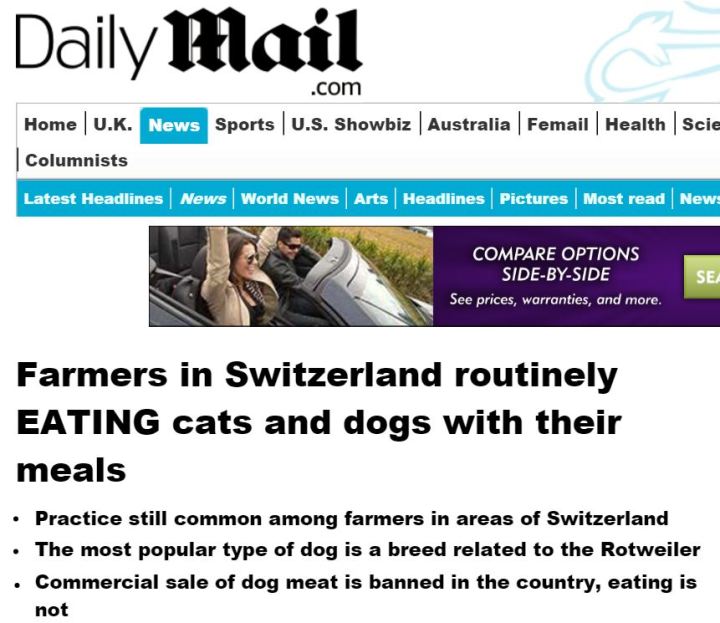 Daily Mail
.com
Home U.K. News Sports U.S. Showbiz Australia Femail Health Scie
Columnists
Latest Headlines News World News Arts Headlines Pictures Most read News
COMPARE OPTIONS
SIDE-BY-SIDE
See prices, warranties, and more.
SEA
Farmers in Switzerland routinely
EATING cats and dogs with their
meals
• Practice still common among farmers in areas of Switzerland
• The most popular type of dog is a breed related to the Rotweiler
• Commercial sale of dog meat is banned in the country, eating is
not